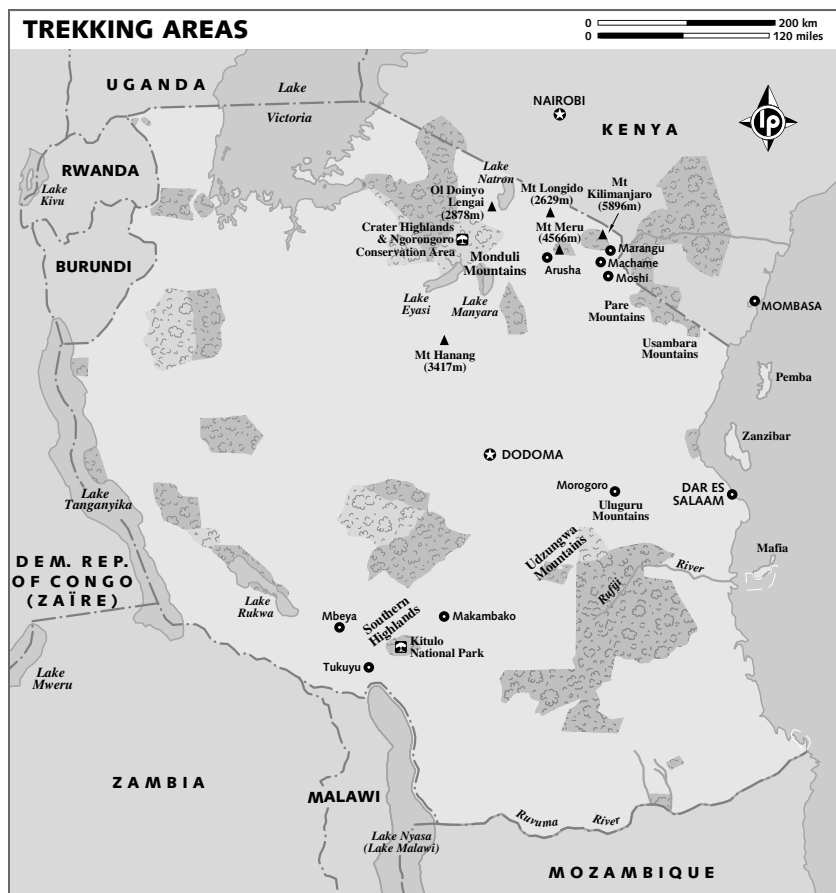 TREKKING AREAS
0 200 km
0 120 miles
UGANDA
Lake
Victoria
NAIROBI
KENYA
lp
RWANDA
Lake
Kivu
BURUNDI
Lake
Natron
Ol Doinyo
Lengai
(2878m)
Mt Longido
(2629m)
Mt
Kilimanjaro
(5896m)
Crater Highlands
& Ngorongoro
Conservation Area
Mt Meru
(4566m)
Marangu
Machame
Moshi
Monduli
Mountains
Arusha
Lake
Eyasi
Lake
Manyara
Pare
Mountains
MOMBASA
Usambara
Mountains
Mt Hanang
(3417m)
Pemba
Zanzibar
DODOMA
Morogoro
Uluguru
Mountains
DAR ES
SALAAM
Lake
Tanganyika
Udzungwa
Mountains
Mafia
DEM. REP.
OF CONGO
(ZAÏRE)
Rufiji
River
Lake
Rukwa
Mbeya
Southern
Highlands
Makambako
Kitulo
National Park
Tukuyu
Lake
Mweru
ZAMBIA
MALAWI
Ruvuma
River
Lake Nyasa
(Lake Malawi)
MOZAMBIQUE